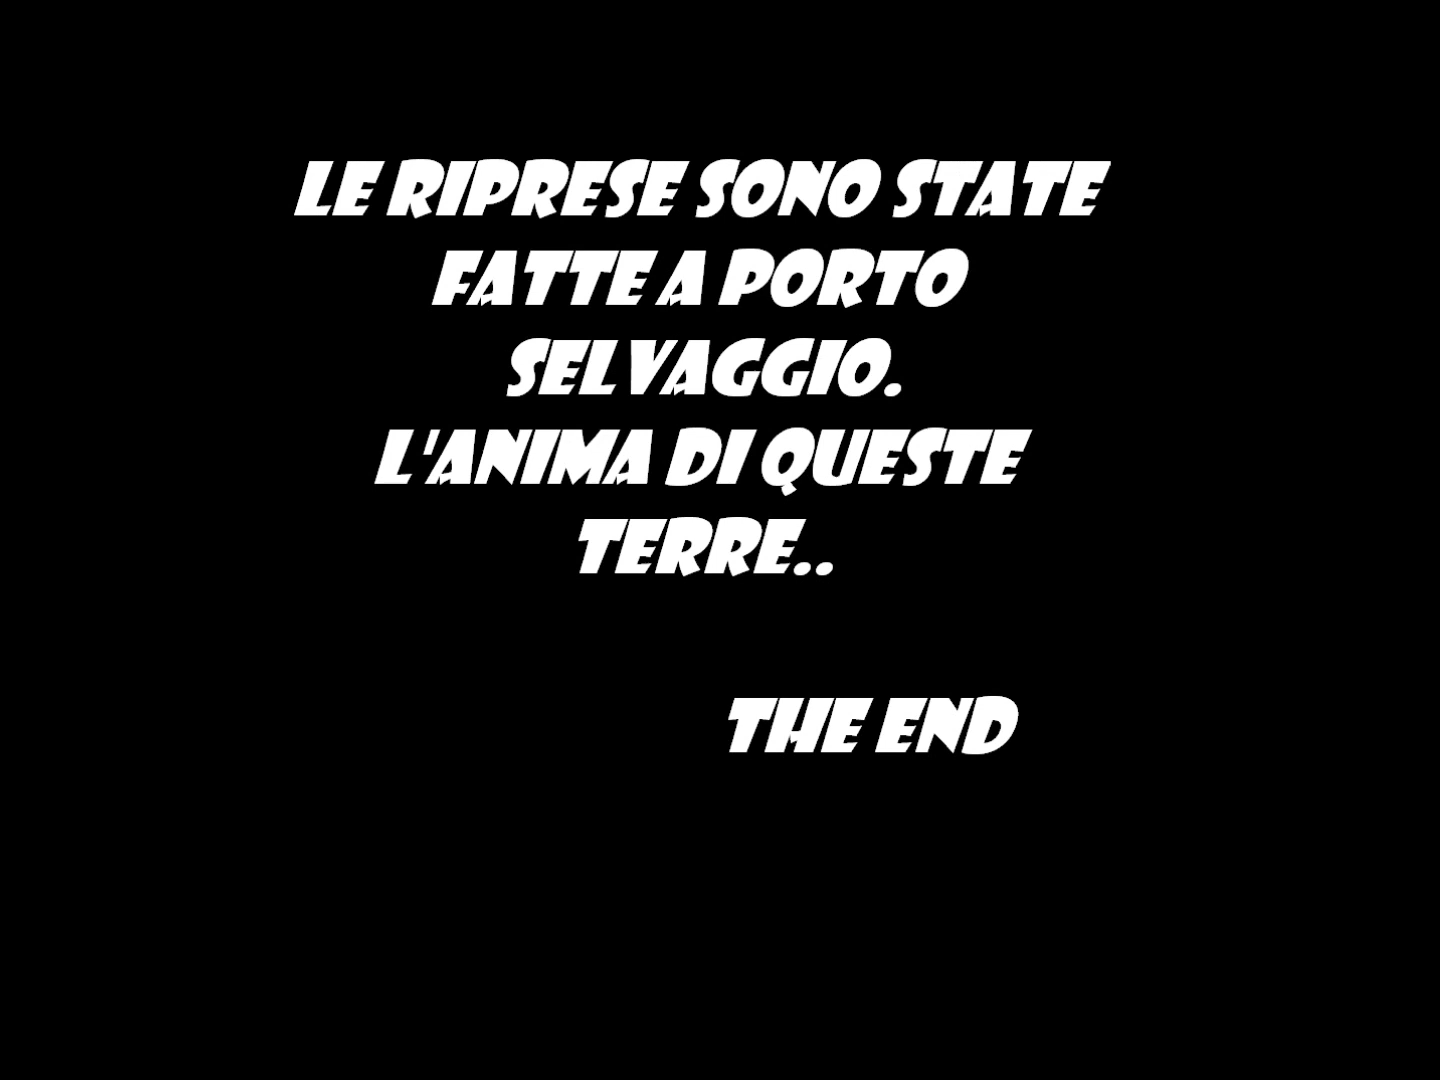 LE RIPRESE SONO STATE
FATTE A PORTO
SELVAGGIO.
L'ANIMA DI QUESTE
TERRE..
THE END